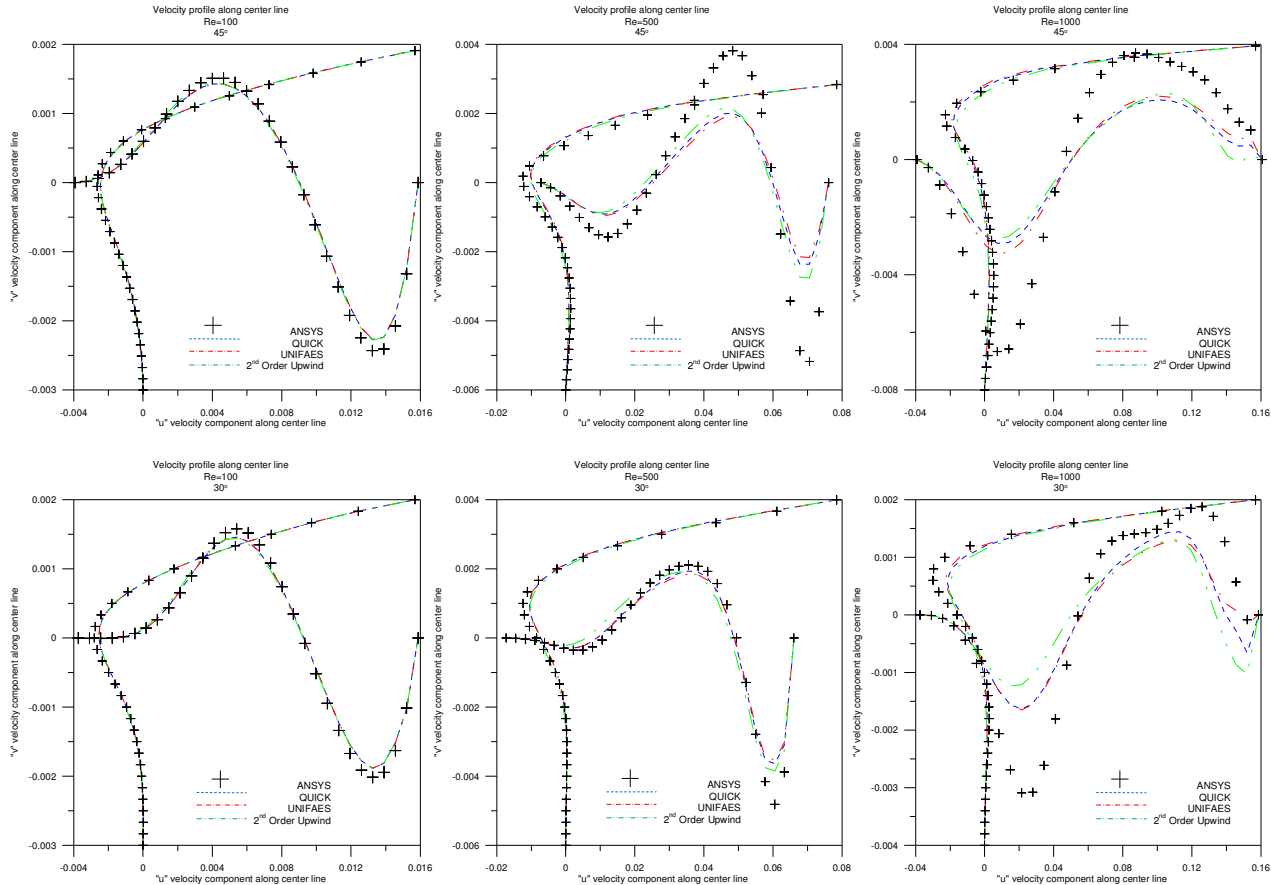 Velocity profile along center line
Re=100
45º
0.002
0.001
0
-0.001
-0.002
-0.003
"v" velocity component along center line
ANSYS
QUICK
UNIFAES
2nd Order Upwind
-0.004
0
0.004
0.008
0.012
0.016
"u" velocity component along center line
Velocity profile along center line
Re=500
45º
0.004
0.002
0
-0.002
-0.004
-0.006
"v" velocity component along center line
ANSYS
QUICK
UNIFAES
2nd Order Upwind
-0.02
0
0.02
0.04
0.06
0.08
"u" velocity component along center line
Velocity profile along center line
Re=1000
45º
0.004
0
-0.004
-0.008
"v" velocity component along center line
ANSYS
QUICK
UNIFAES
2nd Order Upwind
-0.04
0
0.04
0.08
0.12
0.16
"u" velocity component along center line
Velocity profile along center line
Re=100
30º
0.002
0.001
0
-0.001
-0.002
-0.003
"v" velocity component along center line
ANSYS
QUICK
UNIFAES
2nd Order Upwind
-0.004
0
0.004
0.008
0.012
0.016
"u" velocity component along center line
Velocity profile along center line
Re=500
30º
0.004
0.002
0
-0.002
-0.004
-0.006
"v" velocity component along center line
ANSYS
QUICK
UNIFAES
2nd Order Upwind
-0.02
0
0.02
0.04
0.06
0.08
"u" velocity component along center line
Velocity profile along center line
Re=1000
30º
0.002
0.001
0
-0.001
-0.002
-0.003
-0.004
"v" velocity component along center line
ANSYS
QUICK
UNIFAES
2nd Order Upwind
-0.04
0
0.04
0.08
0.12
0.16
"u" velocity component along center line